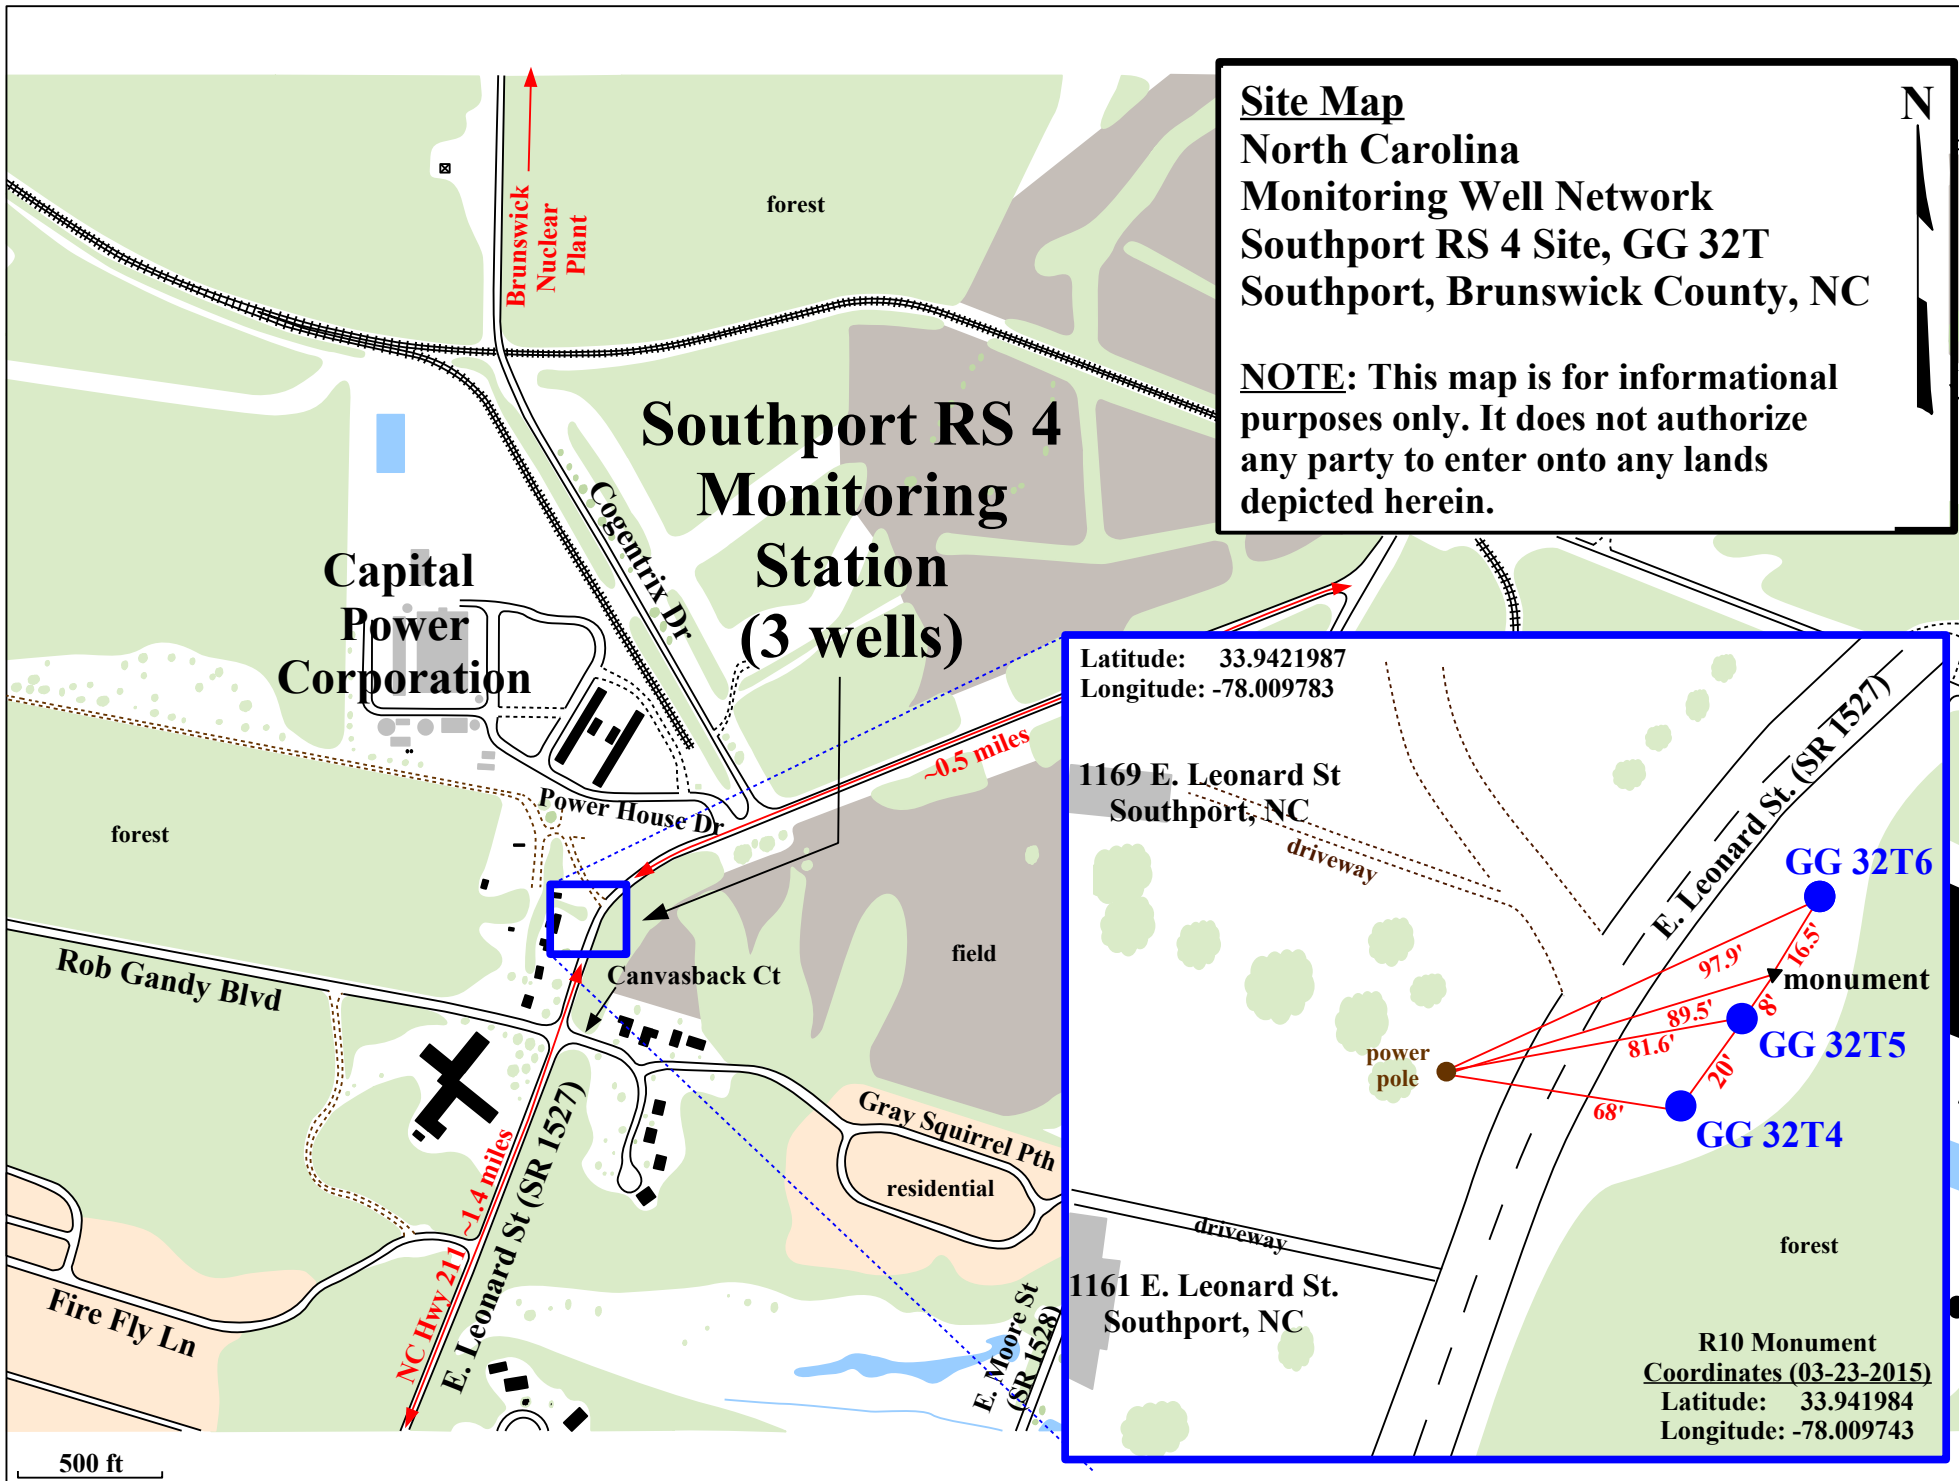 Site Map
North Carolina
Monitoring Well Network
Southport RS 4 Site, GG 32T
Southport, Brunswick County, NC
NOTE: This map is for informational
purposes only. It does not authorize
any party to enter onto any lands
depicted herein.
N
Brunswick
Nuclear
Plant
forest
Southport RS 4
Monitoring
Station
(3 wells)
Cogentrix Dr
Capital
Power
Corporation
~0.5 miles
Power House Dr
forest
field
Rob Gandy Blvd
Canvasback Ct
Gray Squirrel Pth
residential
NC Hwy 211 ~1.4 miles
E. Leonard St (SR 1527)
Fire Fly Ln
E. Moore St
(SR 1528)
500 ft
Latitude: 33.9421987
Longitude: -78.009783
1169 E. Leonard St
Southport, NC
driveway
E. Leonard St. (SR 1527)
GG 32T6
97.9'
16.5'
monument
89.5'
8'
81.6'
GG 32T5
power
pole
20'
68'
GG 32T4
driveway
1161 E. Leonard St.
Southport, NC
forest
R10 Monument
Coordinates (03-23-2015)
Latitude: 33.941984
Longitude: -78.009743